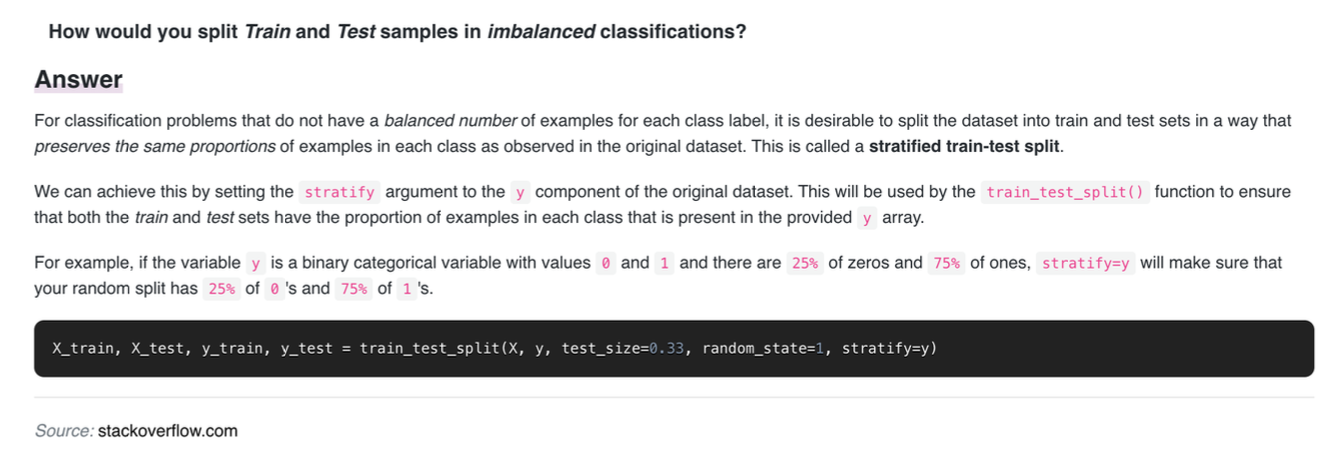 How would you split Train and Test samples in imbalanced classifications?
Answer
For classification problems that do not have a balanced number of examples for each class label, it is desirable to split the dataset into train and test sets in a way that
preserves the same proportions of examples in each class as observed in the original dataset. This is called a stratified train-test split.
We can achieve this by setting the stratify argument to the y component of the original dataset. This will be used by the train_test_split() function to ensure
that both the train and test sets have the proportion of examples in each class that is present in the provided y array.
For example, if the variable y is a binary categorical variable with values 0 and 1 and there are 25% of zeros and 75% of ones, stratify=y will make sure that
your random split has 25% of 0 's and 75% of 1 's.
X_train, X_test, y_train, y_test = train_test_split(X, y, test_size=0.33, random_state=1, stratify=y)
Source: stackoverflow.com